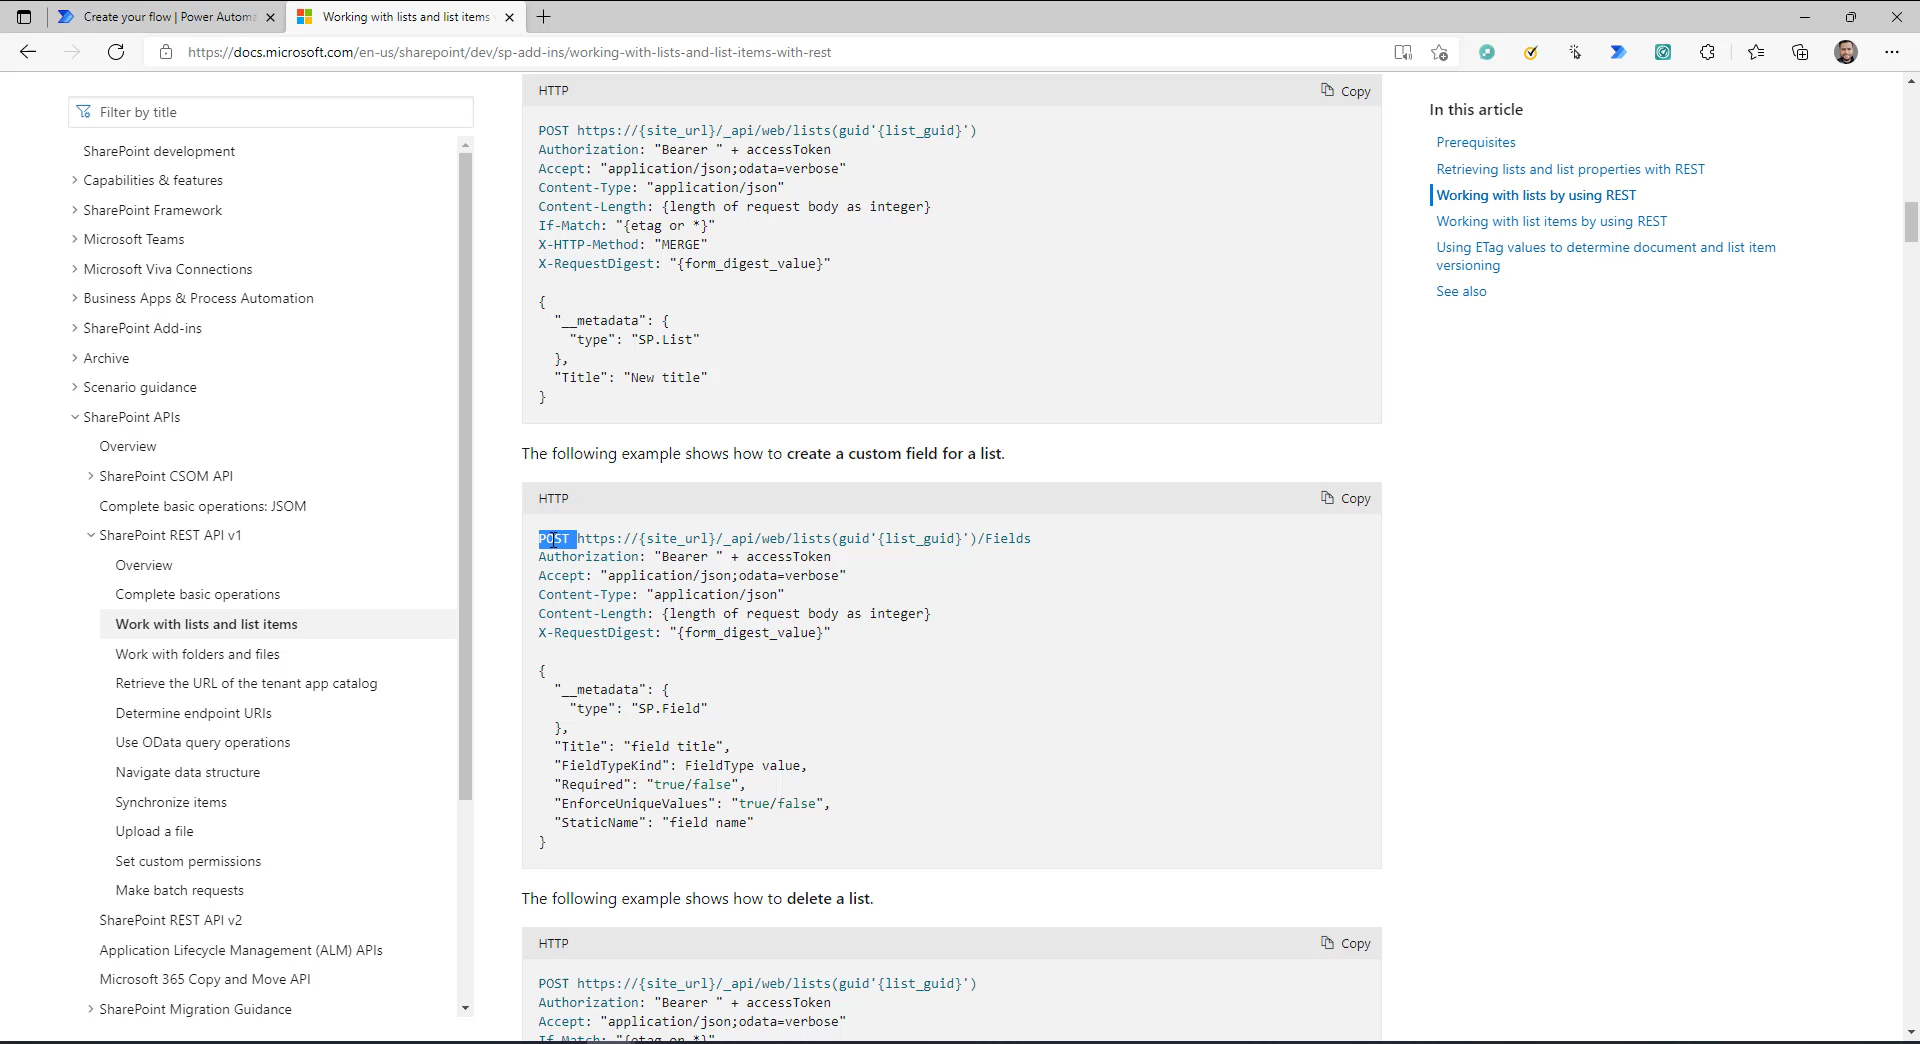 Create your flow | Power Automa
Working with lists and list items
https://docs.microsoft.com/en-us/sharepoint/dev/sp-add-ins/working-with-lists-and-list-items-with-rest
Filter by title
SharePoint development
Capabilities & features
SharePoint Framework
Microsoft Teams
Microsoft Viva Connections
Business Apps & Process Automation
SharePoint Add-ins
Archive
Scenario guidance
SharePoint APIs
Overview
SharePoint CSOM API
Complete basic operations: JSOM
SharePoint REST API v1
Overview
Complete basic operations
Work with lists and list items
Work with folders and files
Retrieve the URL of the tenant app catalog
Determine endpoint URIs
Use OData query operations
Navigate data structure
Synchronize items
Upload a file
Set custom permissions
Make batch requests
SharePoint REST API v2
Application Lifecycle Management (ALM) APIs
Microsoft 365 Copy and Move API
SharePoint Migration Guidance
HTTP
Copy
POST https://{site_url}/_api/web/lists(guid'{list_guid}')
Authorization: "Bearer " + accessToken
Accept: "application/json;odata=verbose"
Content-Type: "application/json"
Content-Length: {length of request body as integer}
If-Match: "{etag or *}"
X-HTTP-Method: "MERGE"
X-RequestDigest: "{form_digest_value}"
{
"__metadata": {
"type": "SP.List"
},
"Title": "New title"
}
The following example shows how to create a custom field for a list.
HTTP
Copy
POST https://{site_url}/_api/web/lists(guid'{list_guid}')/Fields
Authorization: "Bearer " + accessToken
Accept: "application/json;odata=verbose"
Content-Type: "application/json"
Content-Length: {length of request body as integer}
X-RequestDigest: "{form_digest_value}"
{
"__metadata": {
"type": "SP.Field"
},
"Title": "field title",
"FieldTypeKind": FieldType value,
"Required": "true/false",
"EnforceUniqueValues": "true/false",
"StaticName": "field name"
}
The following example shows how to delete a list.
HTTP
Copy
POST https://{site_url}/_api/web/lists(guid'{list_guid}')
Authorization: "Bearer " + accessToken
Accept: "application/json;odata=verbose"
If-Match: "{etag or *}"
In this article
Prerequisites
Retrieving lists and list properties with REST
Working with lists by using REST
Working with list items by using REST
Using ETag values to determine document and list item
versioning
See also